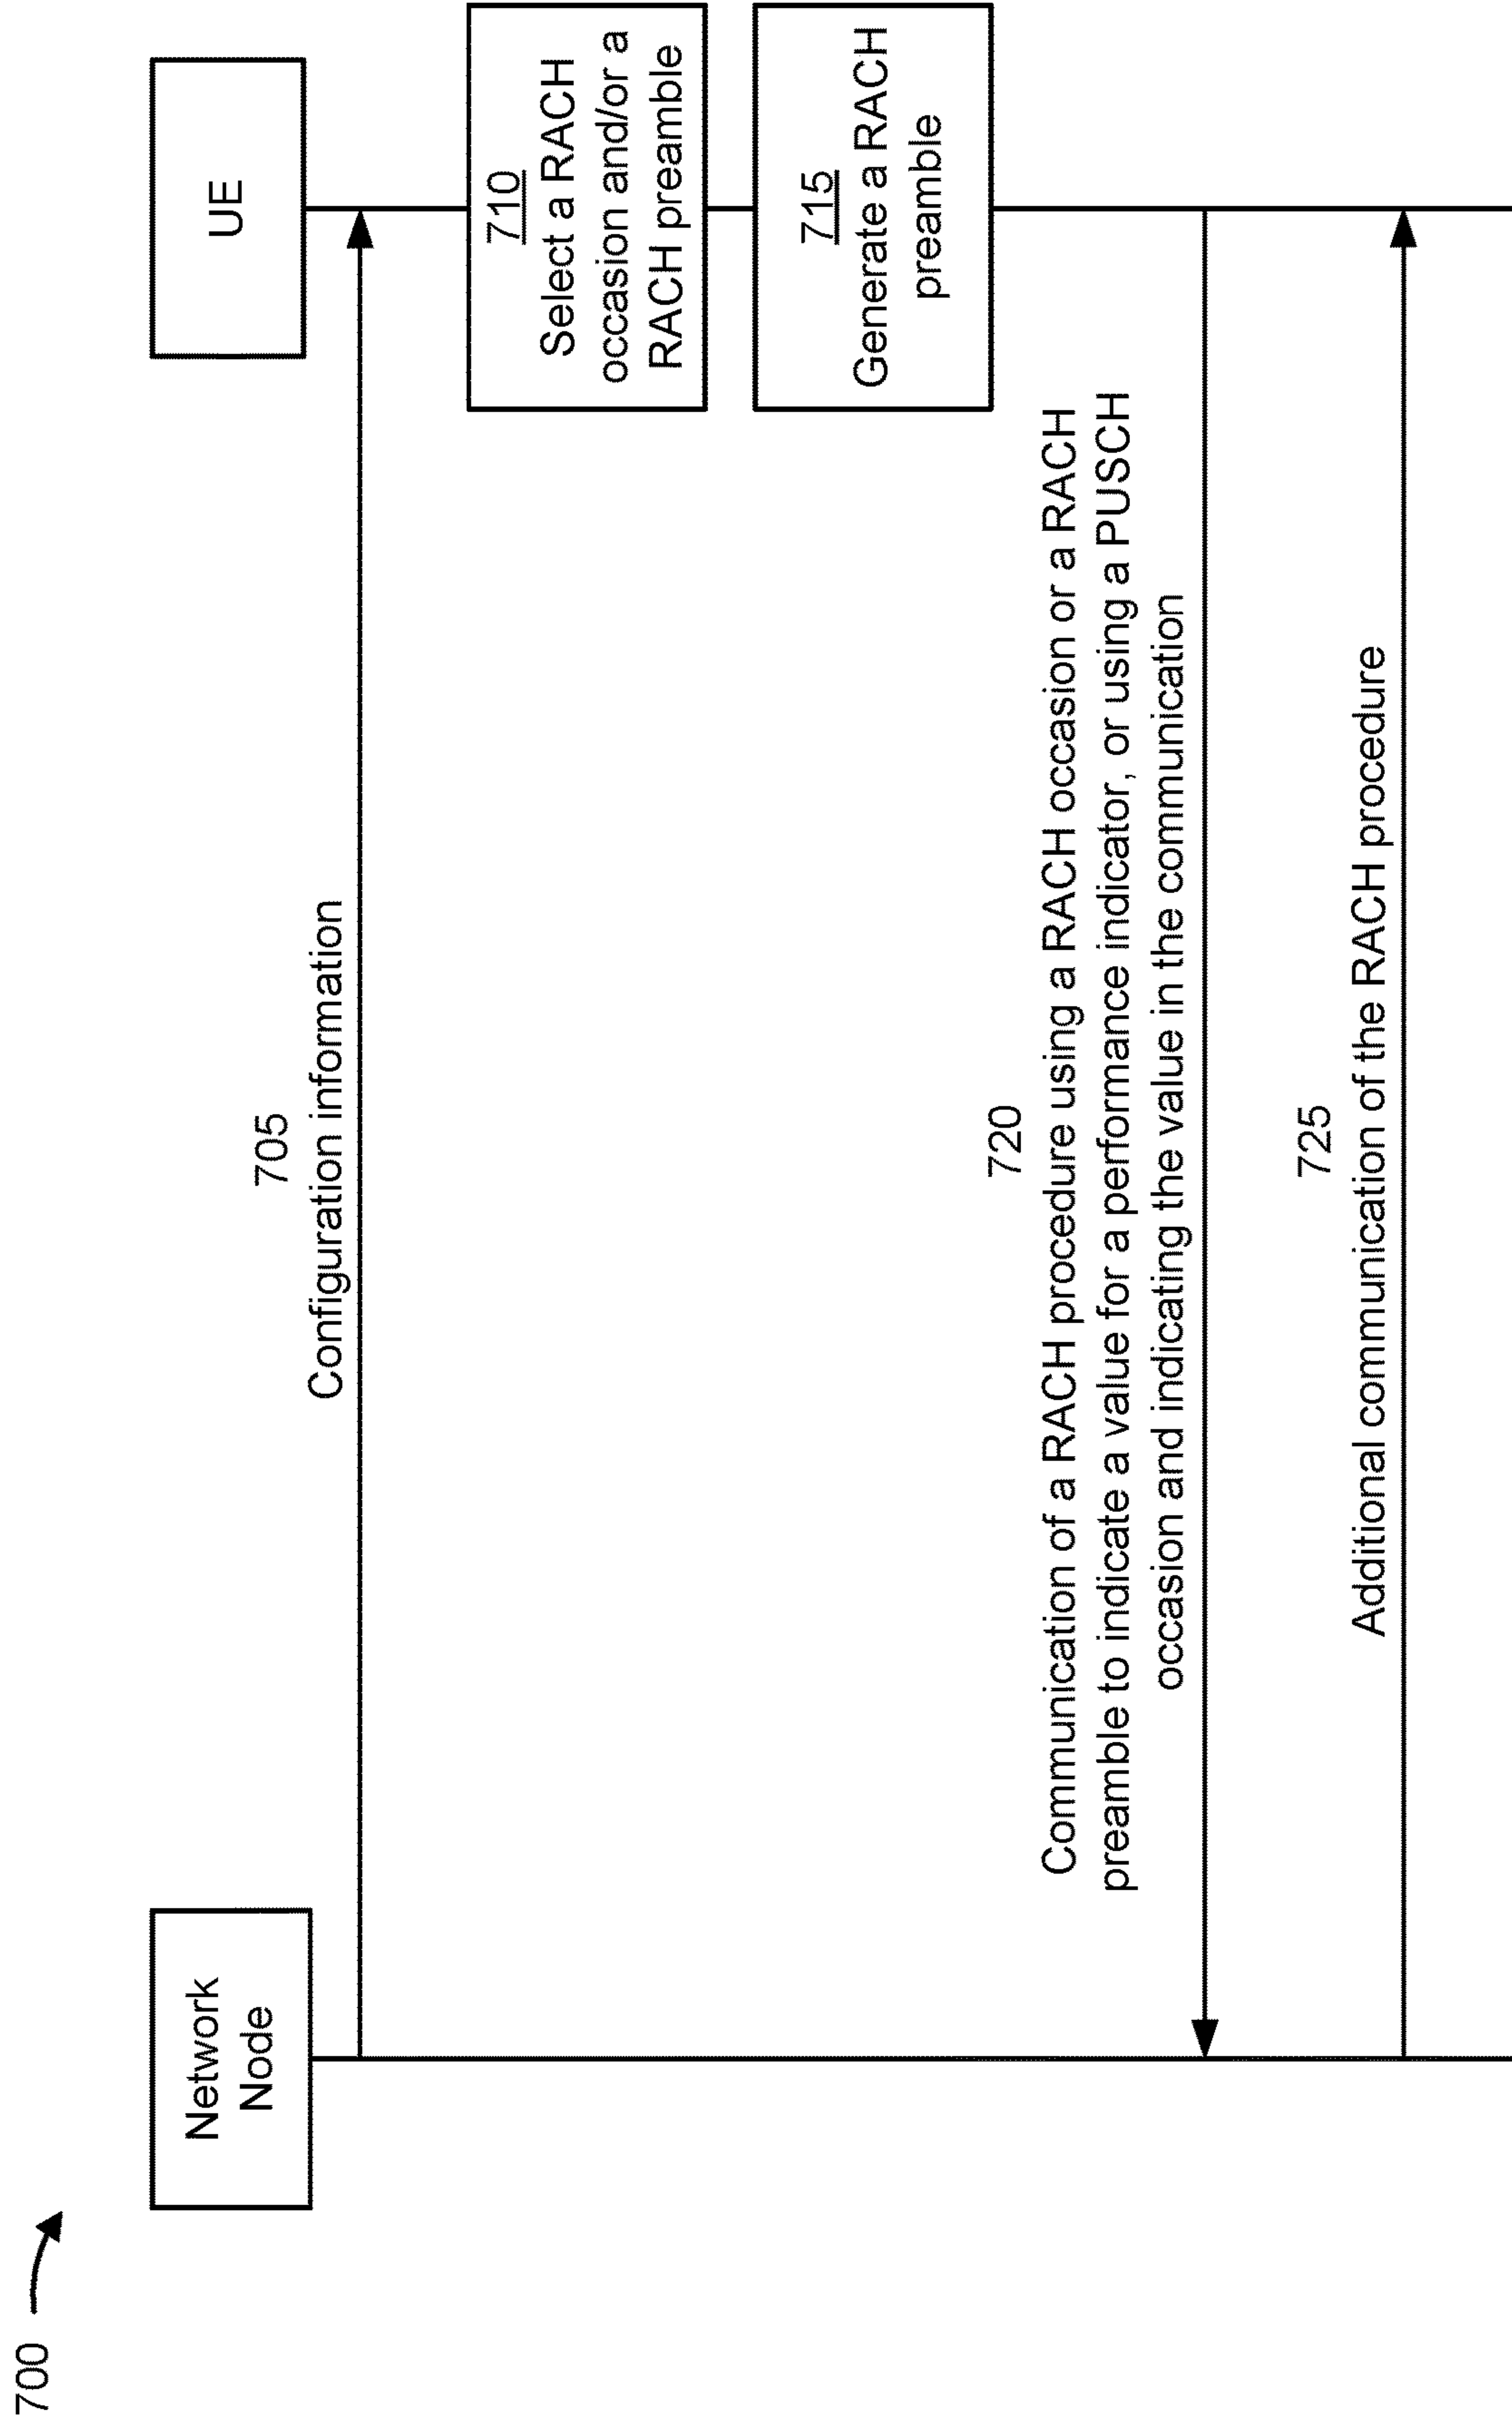 700
Network
Node
UE
705
Configuration information
710
Select a RACH
occasion and/or a
RACH preamble
715
Generate a RACH
preamble
720
Communication of a RACH procedure using a RACH occasion or a RACH
preamble to indicate a value for a performance indicator, or using a PUSCH
occasion and indicating the value in the communication
725
Additional communication of the RACH procedure